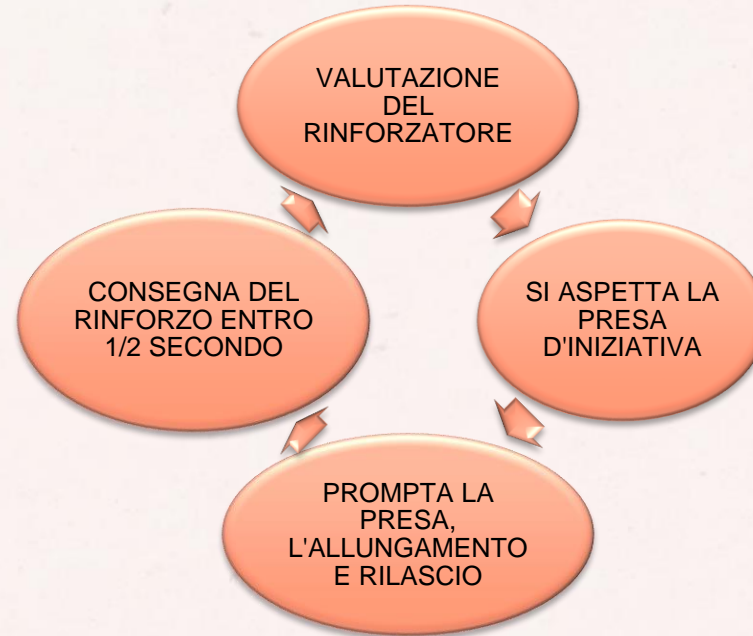 VALUTAZIONE
DEL
RINFORZATORE
SI ASPETTA LA
PRESA
D'INIZIATIVA
PROMPTA LA
PRESA,
L'ALLUNGAMENTO
E RILASCIO
CONSEGNA DEL
RINFORZO ENTRO
1/2 SECONDO